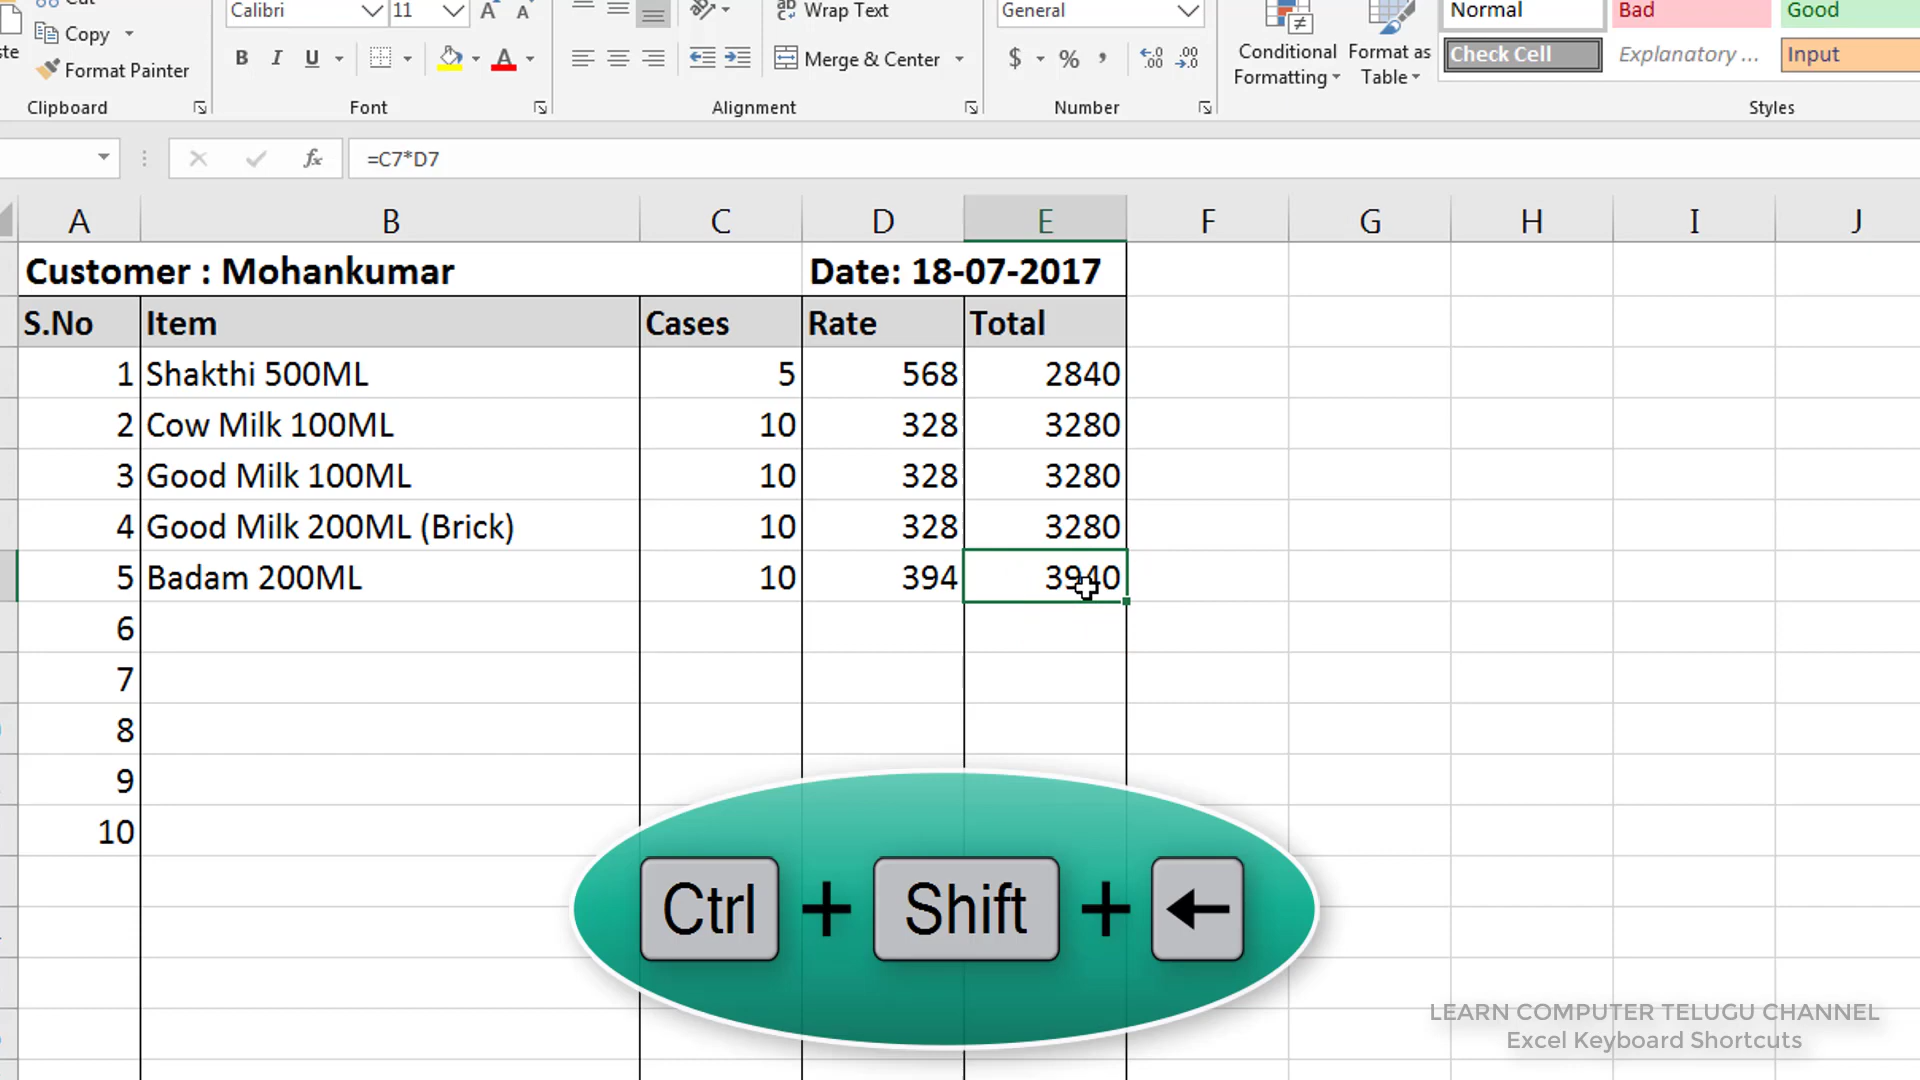 Cut
Calibri 11 A A Wrap Text General Normal Bad Good
Copy
B I U Merge & Center $ % , Conditional Formatting Format as Table Check Cell Explanatory ... Input
Format Painter
Clipboard Font Alignment Number Styles
fx =C7*D7
A B C D E F G H I J
Customer : Mohankumar Date: 18-07-2017
S.No Item Cases Rate Total
1 Shakthi 500ML 5 568 2840
2 Cow Milk 100ML 10 328 3280
3 Good Milk 100ML 10 328 3280
4 Good Milk 200ML (Brick) 10 328 3280
5 Badam 200ML 10 394 3940
6
7
8
9
10
Ctrl + Shift + ←
LEARN COMPUTER TELUGU CHANNEL
Excel Keyboard Shortcuts